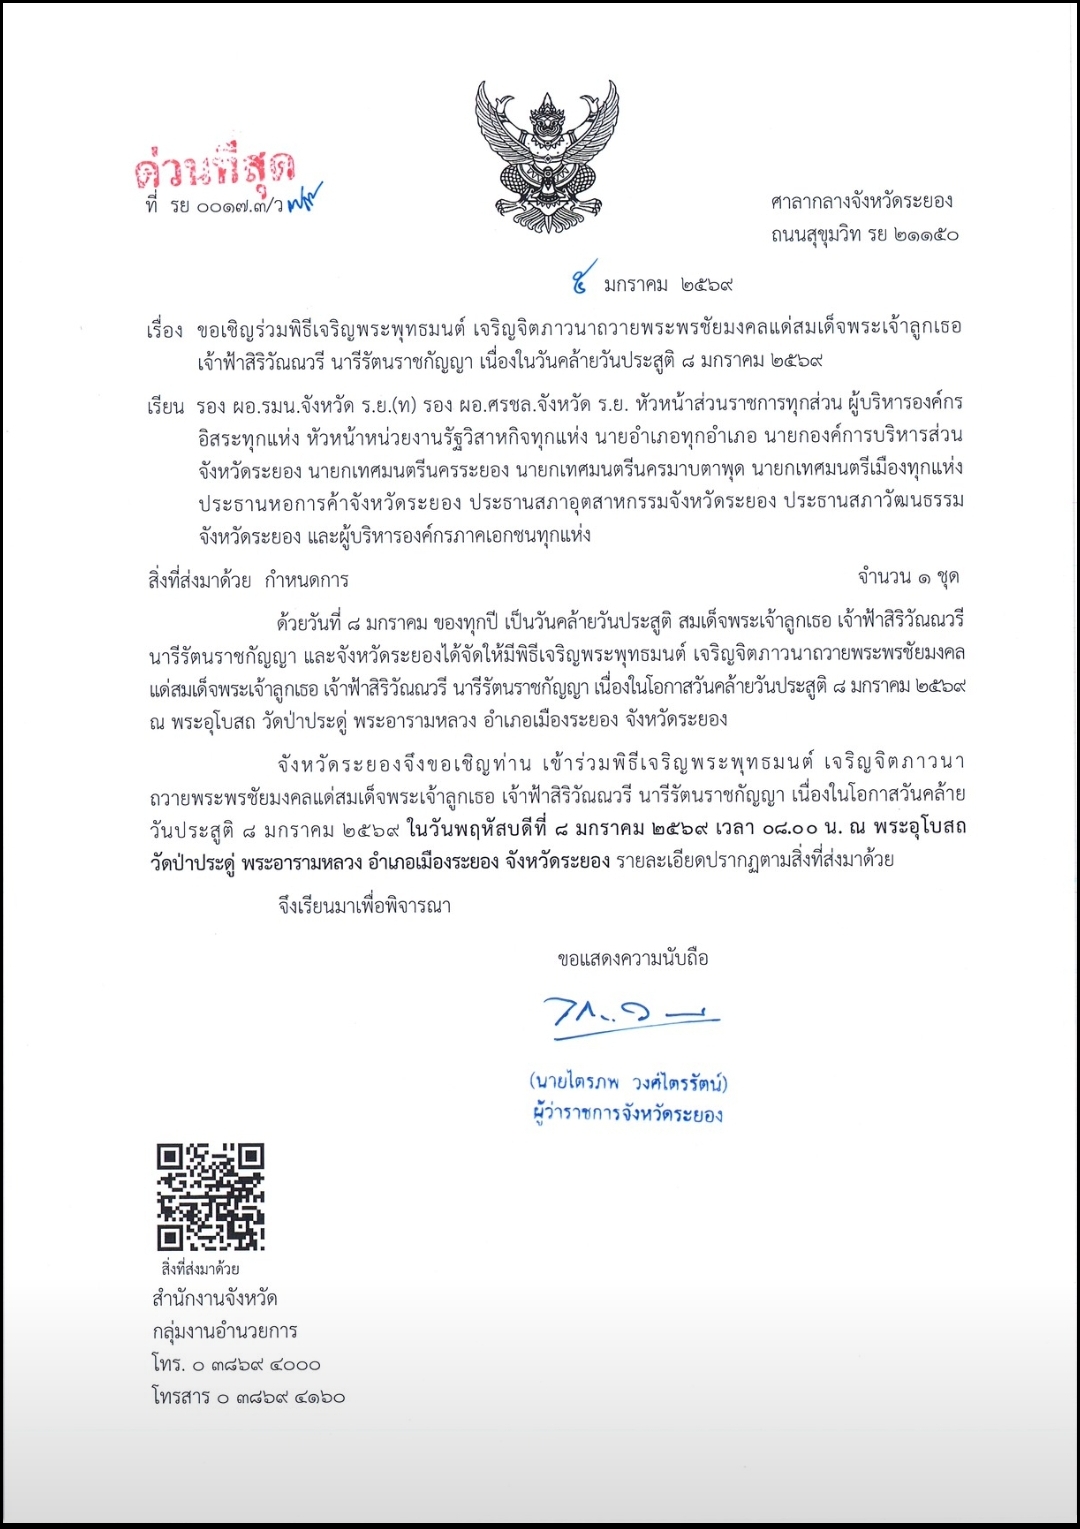 ด่วนที่สุด
ที่ รย ๐๐๑๗.๓/ว
ศาลากลางจังหวัดระยอง
ถนนสุขุมวิท รย ๒๑๑๕๐
๕ มกราคม ๒๕๖๙
เรื่อง ขอเชิญร่วมพิธีเจริญพระพุทธมนต์ เจริญจิตภาวนาถวายพระพรชัยมงคลแด่สมเด็จพระเจ้าลูกเธอ
เจ้าฟ้าสิริวัณณวรี นารีรัตนราชกัญญา เนื่องในวันคล้ายวันประสูติ ๘ มกราคม ๒๕๖๙
เรียน รอง ผอ.รมน.จังหวัด ร.ย.(ท) รอง ผอ.ศรชล.จังหวัด ร.ย. หัวหน้าส่วนราชการทุกส่วน ผู้บริหารองค์กร
อิสระทุกแห่ง หัวหน้าหน่วยงานรัฐวิสาหกิจทุกแห่ง นายอำเภอทุกอำเภอ นายกองค์การบริหารส่วน
จังหวัดระยอง นายกเทศมนตรีนครระยอง นายกเทศมนตรีนครมาบตาพุด นายกเทศมนตรีเมืองทุกแห่ง
ประธานหอการค้าจังหวัดระยอง ประธานสภาอุตสาหกรรมจังหวัดระยอง ประธานสภาวัฒนธรรม
จังหวัดระยอง และผู้บริหารองค์กรภาคเอกชนทุกแห่ง
สิ่งที่ส่งมาด้วย กำหนดการ จำนวน ๑ ชุด
ด้วยวันที่ ๘ มกราคม ของทุกปี เป็นวันคล้ายวันประสูติ สมเด็จพระเจ้าลูกเธอ เจ้าฟ้าสิริวัณณวรี
นารีรัตนราชกัญญา และจังหวัดระยองได้จัดให้มีพิธีเจริญพระพุทธมนต์ เจริญจิตภาวนาถวายพระพรชัยมงคล
แด่สมเด็จพระเจ้าลูกเธอ เจ้าฟ้าสิริวัณณวรี นารีรัตนราชกัญญา เนื่องในโอกาสวันคล้ายวันประสูติ ๘ มกราคม ๒๕๖๙
ณ พระอุโบสถ วัดป่าประดู่ พระอารามหลวง อำเภอเมืองระยอง จังหวัดระยอง
จังหวัดระยองจึงขอเชิญท่าน เข้าร่วมพิธีเจริญพระพุทธมนต์ เจริญจิตภาวนา
ถวายพระพรชัยมงคลแด่สมเด็จพระเจ้าลูกเธอ เจ้าฟ้าสิริวัณณวรี นารีรัตนราชกัญญา เนื่องในโอกาสวันคล้าย
วันประสูติ ๘ มกราคม ๒๕๖๙ ในวันพฤหัสบดีที่ ๘ มกราคม ๒๕๖๙ เวลา ๐๘.๐๐ น. ณ พระอุโบสถ
วัดป่าประดู่ พระอารามหลวง อำเภอเมืองระยอง จังหวัดระยอง รายละเอียดปรากฏตามสิ่งที่ส่งมาด้วย
จึงเรียนมาเพื่อพิจารณา
ขอแสดงความนับถือ
(นายไตรภพ วงศ์ไตรรัตน์)
ผู้ว่าราชการจังหวัดระยอง
สิ่งที่ส่งมาด้วย
สำนักงานจังหวัด
กลุ่มงานอำนวยการ
โทร. ๐ ๓๘๖๙ ๔๐๐๐
โทรสาร ๐ ๓๘๖๙ ๔๑๖๐